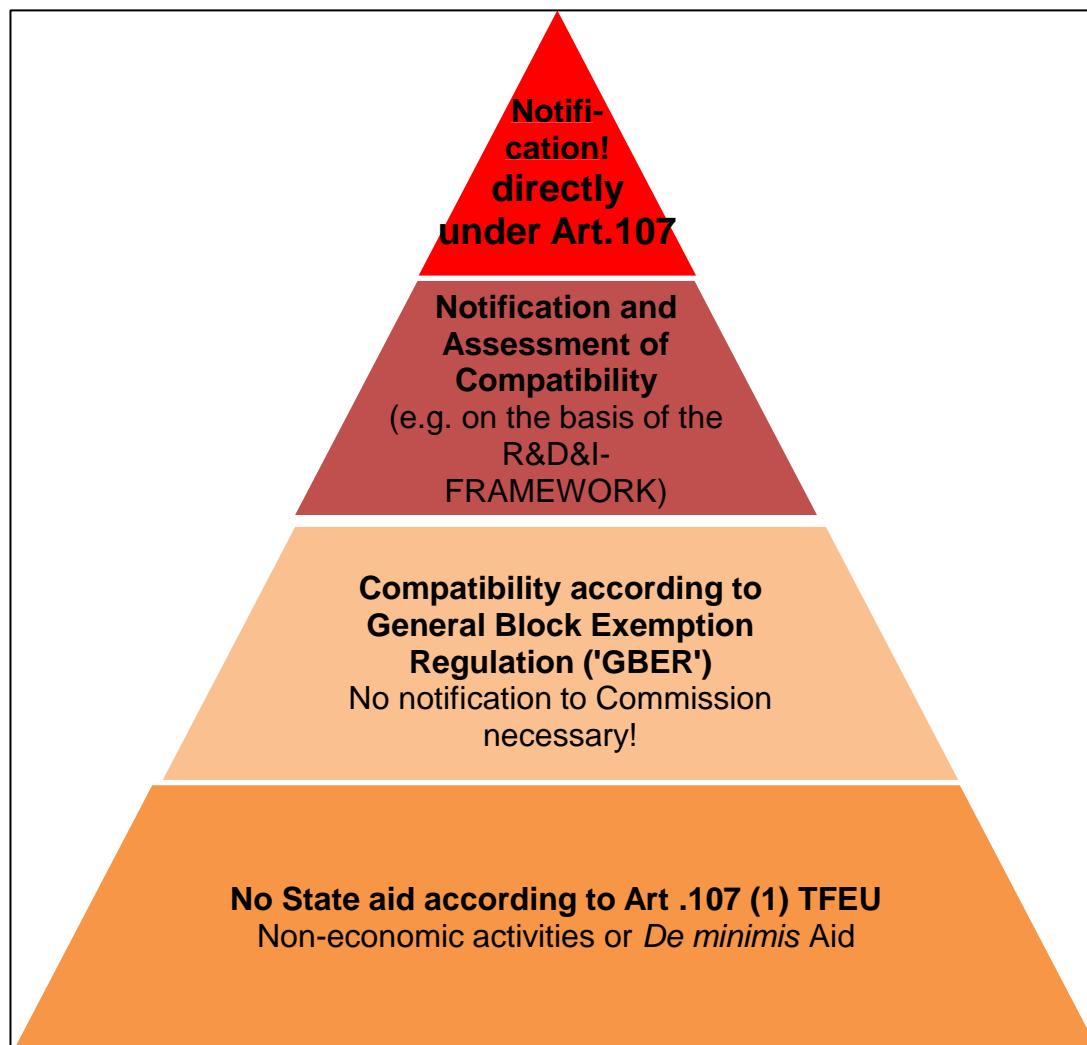 Notifi-
cation!
directly
under Art.107
Notification and
Assessment of
Compatibility
(e.g. on the basis of the
R&D&I-
FRAMEWORK)
Compatibility according to
General Block Exemption
Regulation ('GBER')
No notification to Commission
necessary!
No State aid according to Art .107 (1) TFEU
Non-economic activities or De minimis Aid